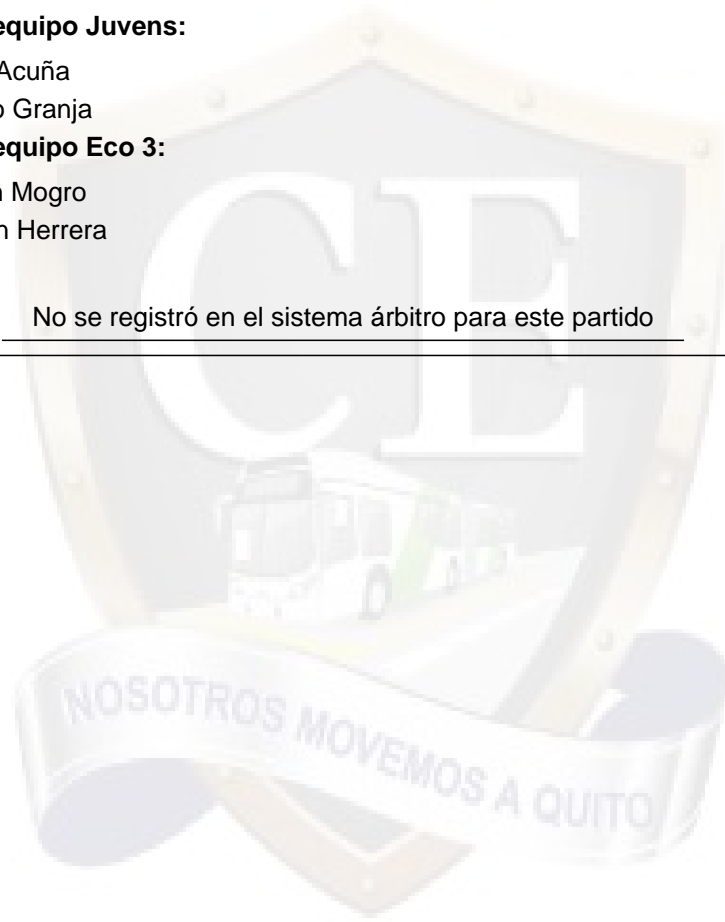 equipo Juvens:
Acuña
o Granja
equipo Eco 3:
n Mogro
n Herrera
No se registró en el sistema árbitro para este partido
CE
NOSOTROS MOVEMOS A QUITO